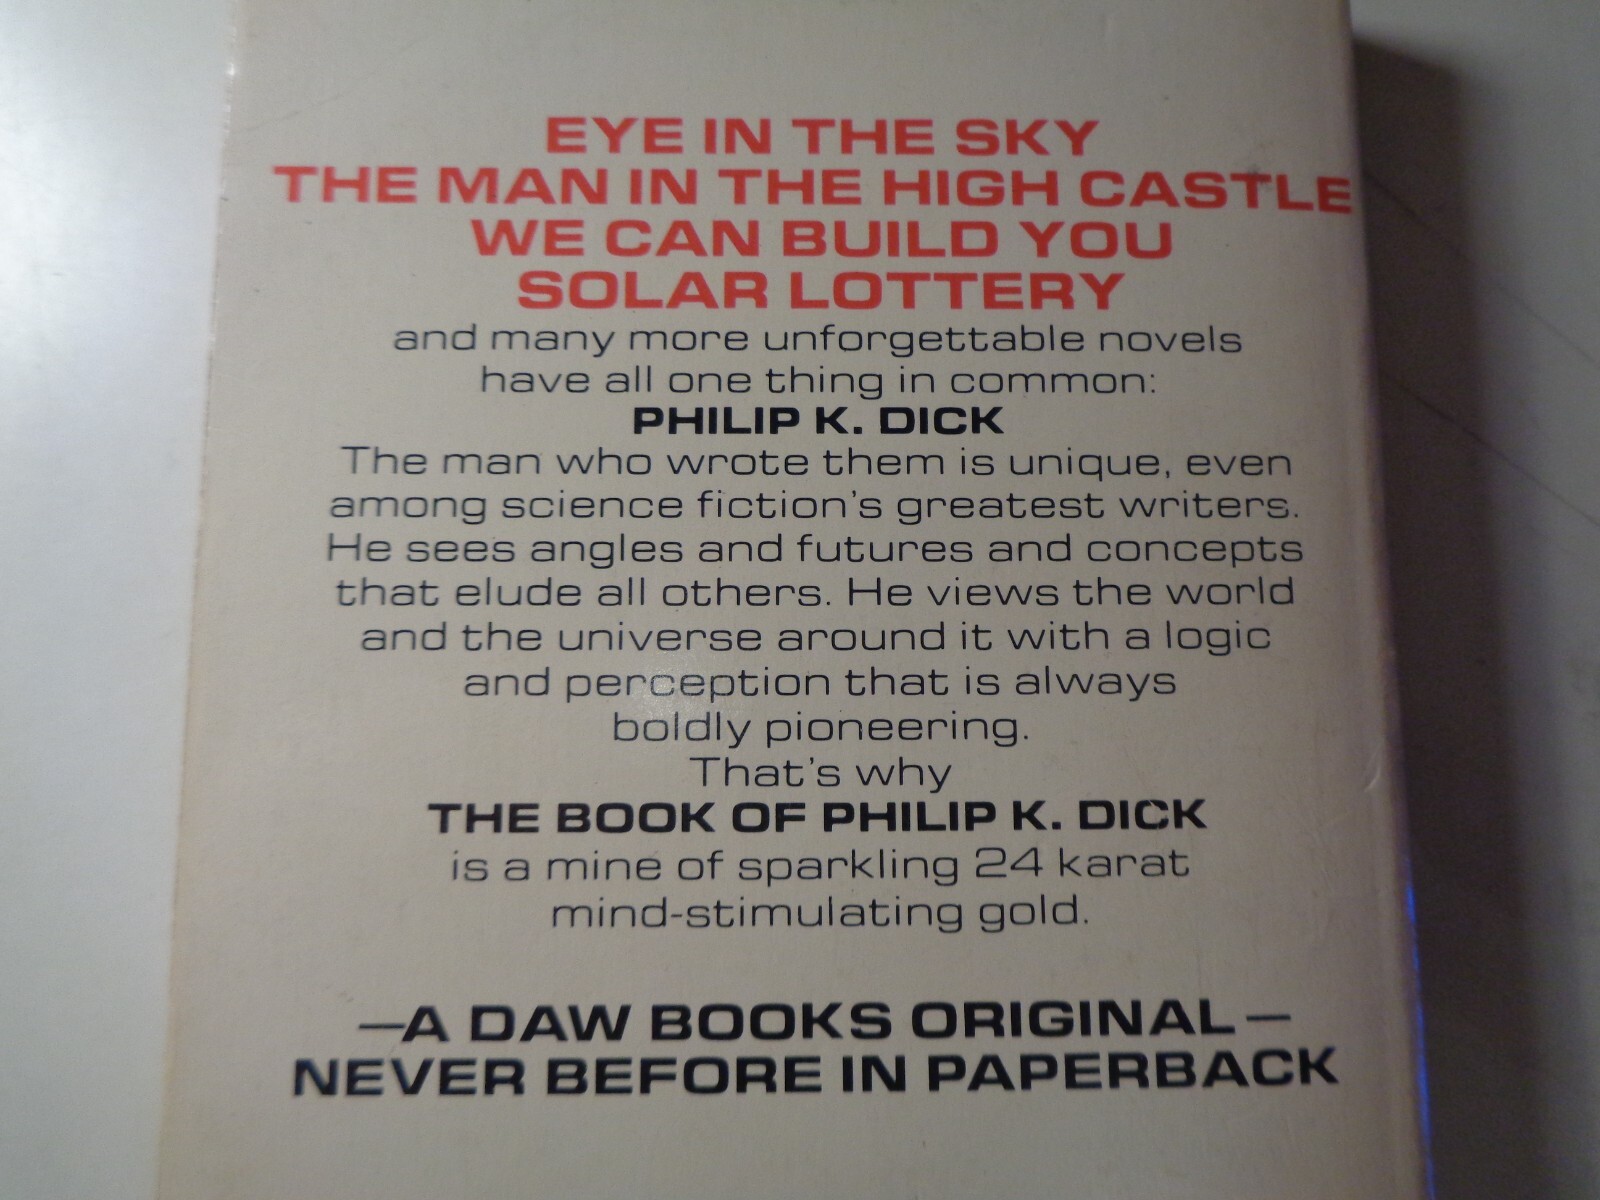 EYE IN THE SKY
THE MAN IN THE HIGH CASTLE
WE CAN BUILD YOU
SOLAR LOTTERY
and many more unforgettable novels
have all one thing in common:
PHILIP K. DICK
The man who wrote them is unique, even
among science fiction's greatest writers.
He sees angles and futures and concepts
that elude all others. He views the world
and the universe around it with a logic
and perception that is always
boldly pioneering.
That's why
THE BOOK OF PHILIP K. DICK
is a mine of sparkling 24 karat
mind-stimulating gold.
—A DAW BOOKS ORIGINAL—
NEVER BEFORE IN PAPERBACK